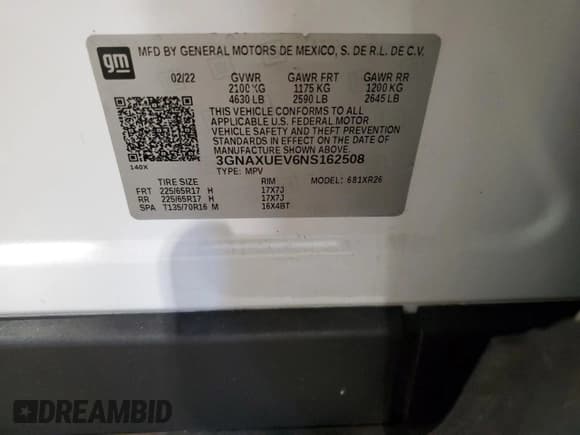 gm
MFD BY GENERAL MOTORS DE MEXICO, S. DE R.L. DE C.V.
02/22 GVWR GAWR FRT GAWR RR
2100 KG 1175 KG 1200 KG
4630 LB 2590 LB 2645 LB
THIS VEHICLE CONFORMS TO ALL
APPLICABLE U.S. FEDERAL MOTOR
VEHICLE SAFETY AND THEFT PREVENTION
STANDARDS IN EFFECT ON THE DATE OF
MANUFACTURE SHOWN ABOVE.
3GNAXUEV6NS162508
140X
TYPE: MPV MODEL: 681XR26
TIRE SIZE RIM
FRT 225/65R17 H 17X7J
RR 225/65R17 H 17X7J
SPA T135/70R16 M 16X4BT
DREAMBID